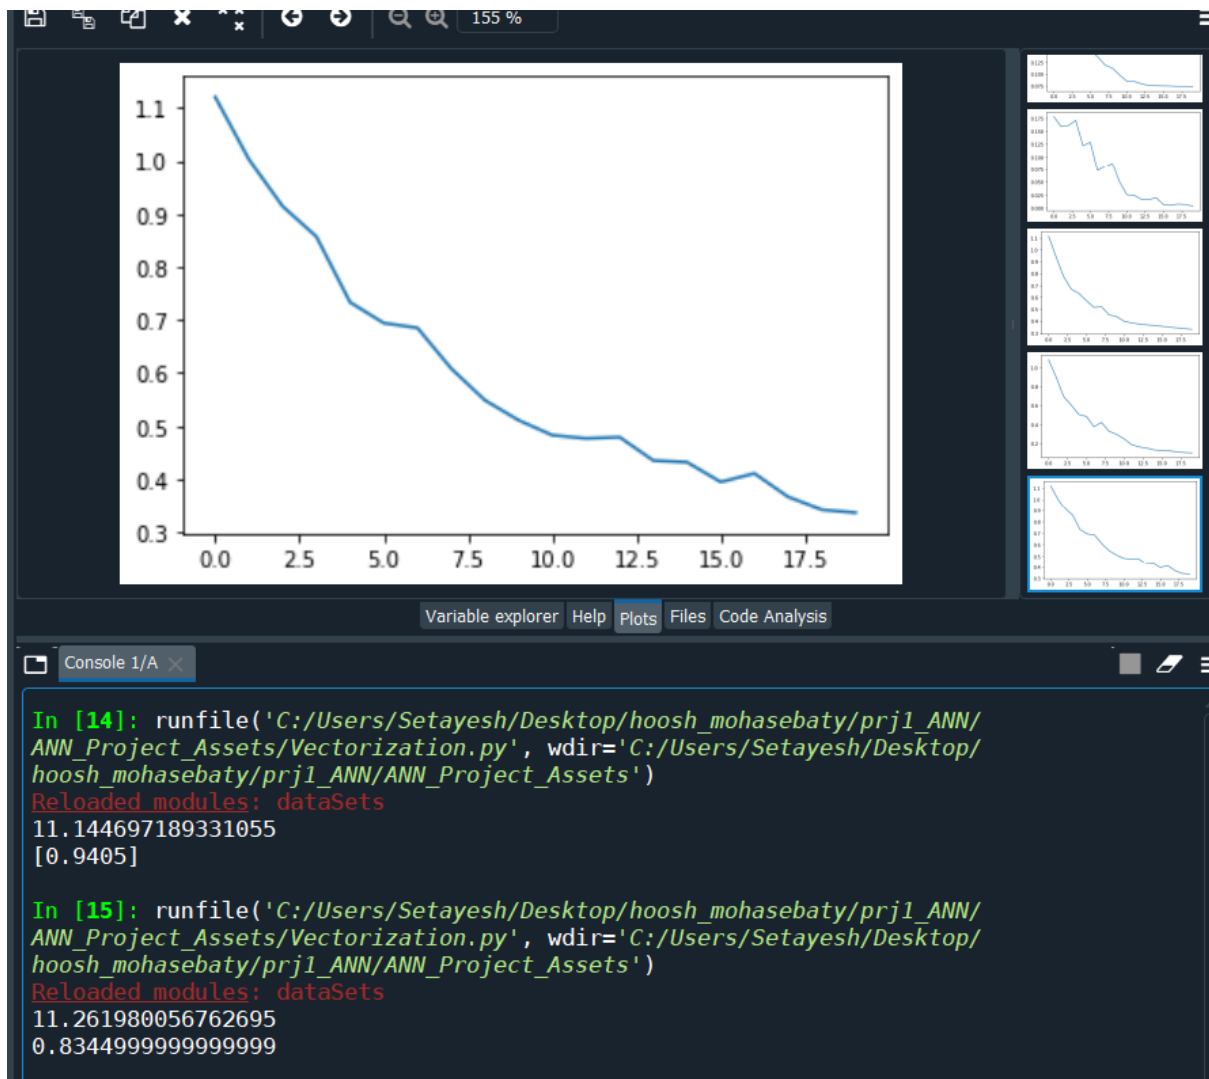 155 %
1.1
1.0
0.9
0.8
0.7
0.6
0.5
0.4
0.3
0.0 2.5 5.0 7.5 10.0 12.5 15.0 17.5
Variable explorer Help Plots Files Code Analysis
Console 1/A
In [14]: runfile('C:/Users/Setayesh/Desktop/hoosh_mohasebaty/prj1_ANN/
ANN_Project_Assets/Vectorization.py', wdir='C:/Users/Setayesh/Desktop/
hoosh_mohasebaty/prj1_ANN/ANN_Project_Assets')
Reloaded modules: dataSets
11.144697189331055
[0.9405]
In [15]: runfile('C:/Users/Setayesh/Desktop/hoosh_mohasebaty/prj1_ANN/
ANN_Project_Assets/Vectorization.py', wdir='C:/Users/Setayesh/Desktop/
hoosh_mohasebaty/prj1_ANN/ANN_Project_Assets')
Reloaded modules: dataSets
11.261980056762695
0.8344999999999999